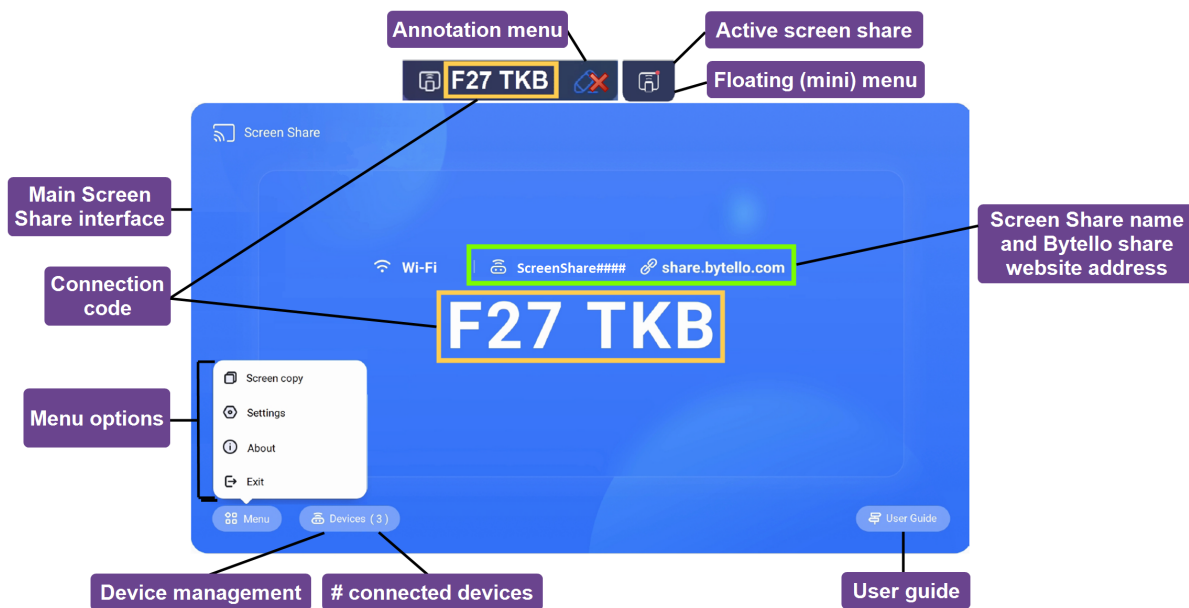 Annotation menu
Active screen share
F27 TKB
Floating (mini) menu
Screen Share
Main Screen
Share interface
Screen Share name
and Bytello share
website address
Wi-Fi
ScreenShare####
share.bytello.com
Connection
code
F27 TKB
Menu options
Screen copy
Settings
About
Exit
Menu
Devices ( 3 )
User Guide
Device management
# connected devices
User guide